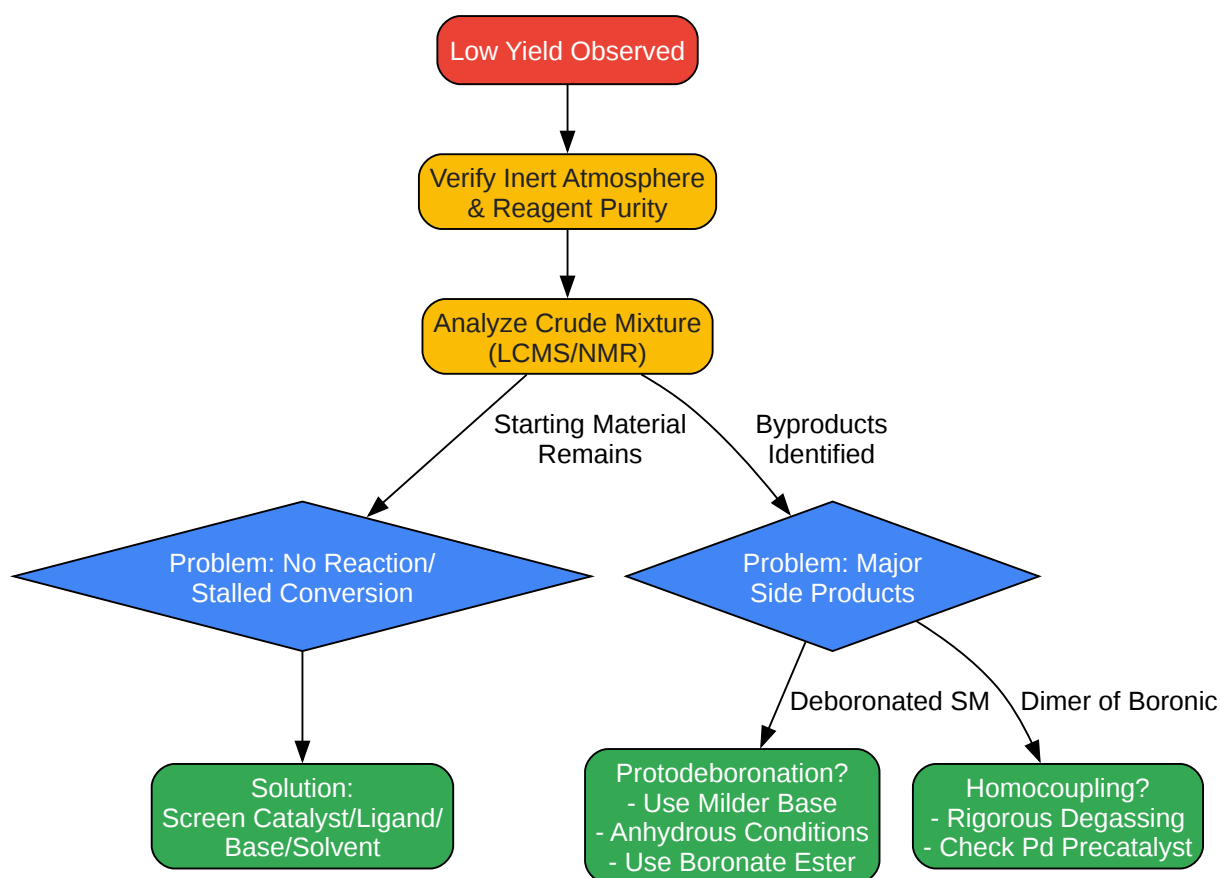 Low Yield Observed
Verify Inert Atmosphere
& Reagent Purity
Analyze Crude Mixture
(LCMS/NMR)
Starting Material
Remains
Byproducts
Identified
Problem: No Reaction/
Stalled Conversion
Problem: Major
Side Products
Deboronated SM
Dimer of Boronic
Solution:
Screen Catalyst/Ligand/
Base/Solvent
Protodeboronation?
- Use Milder Base
- Anhydrous Conditions
- Use Boronate Ester
Homocoupling?
- Rigorous Degassing
- Check Pd Precatalyst